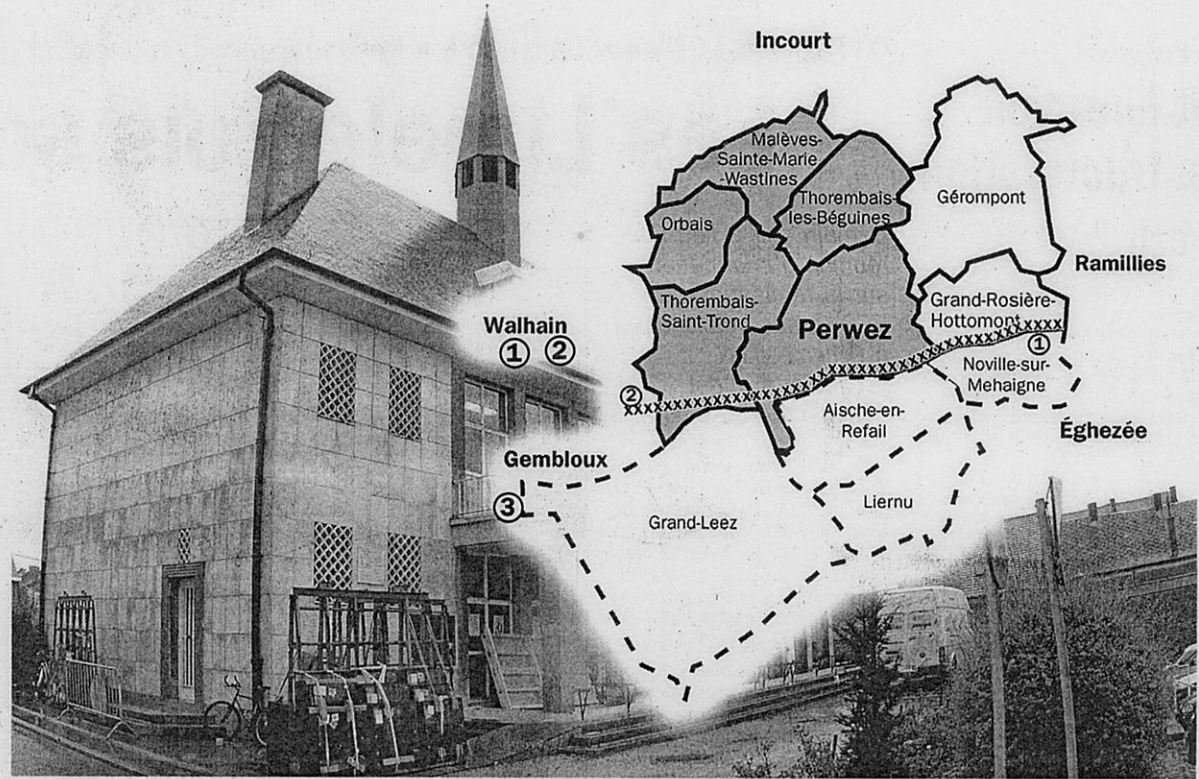 Incourt
Malèves-
Sainte-Marie
-Wastines
Thorembais-
les-Béguines
Gérompont
Orbais
Ramillies
Thorembais-
Saint-Trond
Grand-Rosière-
Hottomont
Walhain
1 2
Perwez
1
Noville-sur-
Mehaigne
2
Aische-en-
Refail
Éghezée
Gembloux
3
Liernu
Grand-Leez
xxxxxxxxxxxxxxxxxxxxxxxxxxxxxxxxxxxxxxxxxxxxxxxx